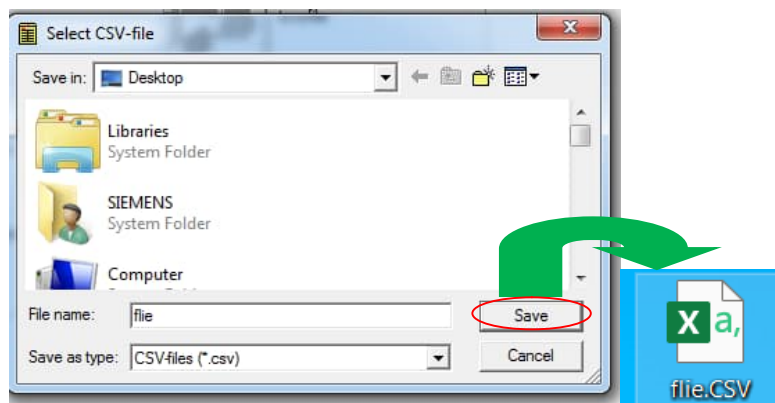 Select CSV-file
Save in: Desktop
Libraries
System Folder
SIEMENS
System Folder
Computer
File name: flie Save
Save as type: CSV-files (*.csv) Cancel
X a,
flie.CSV